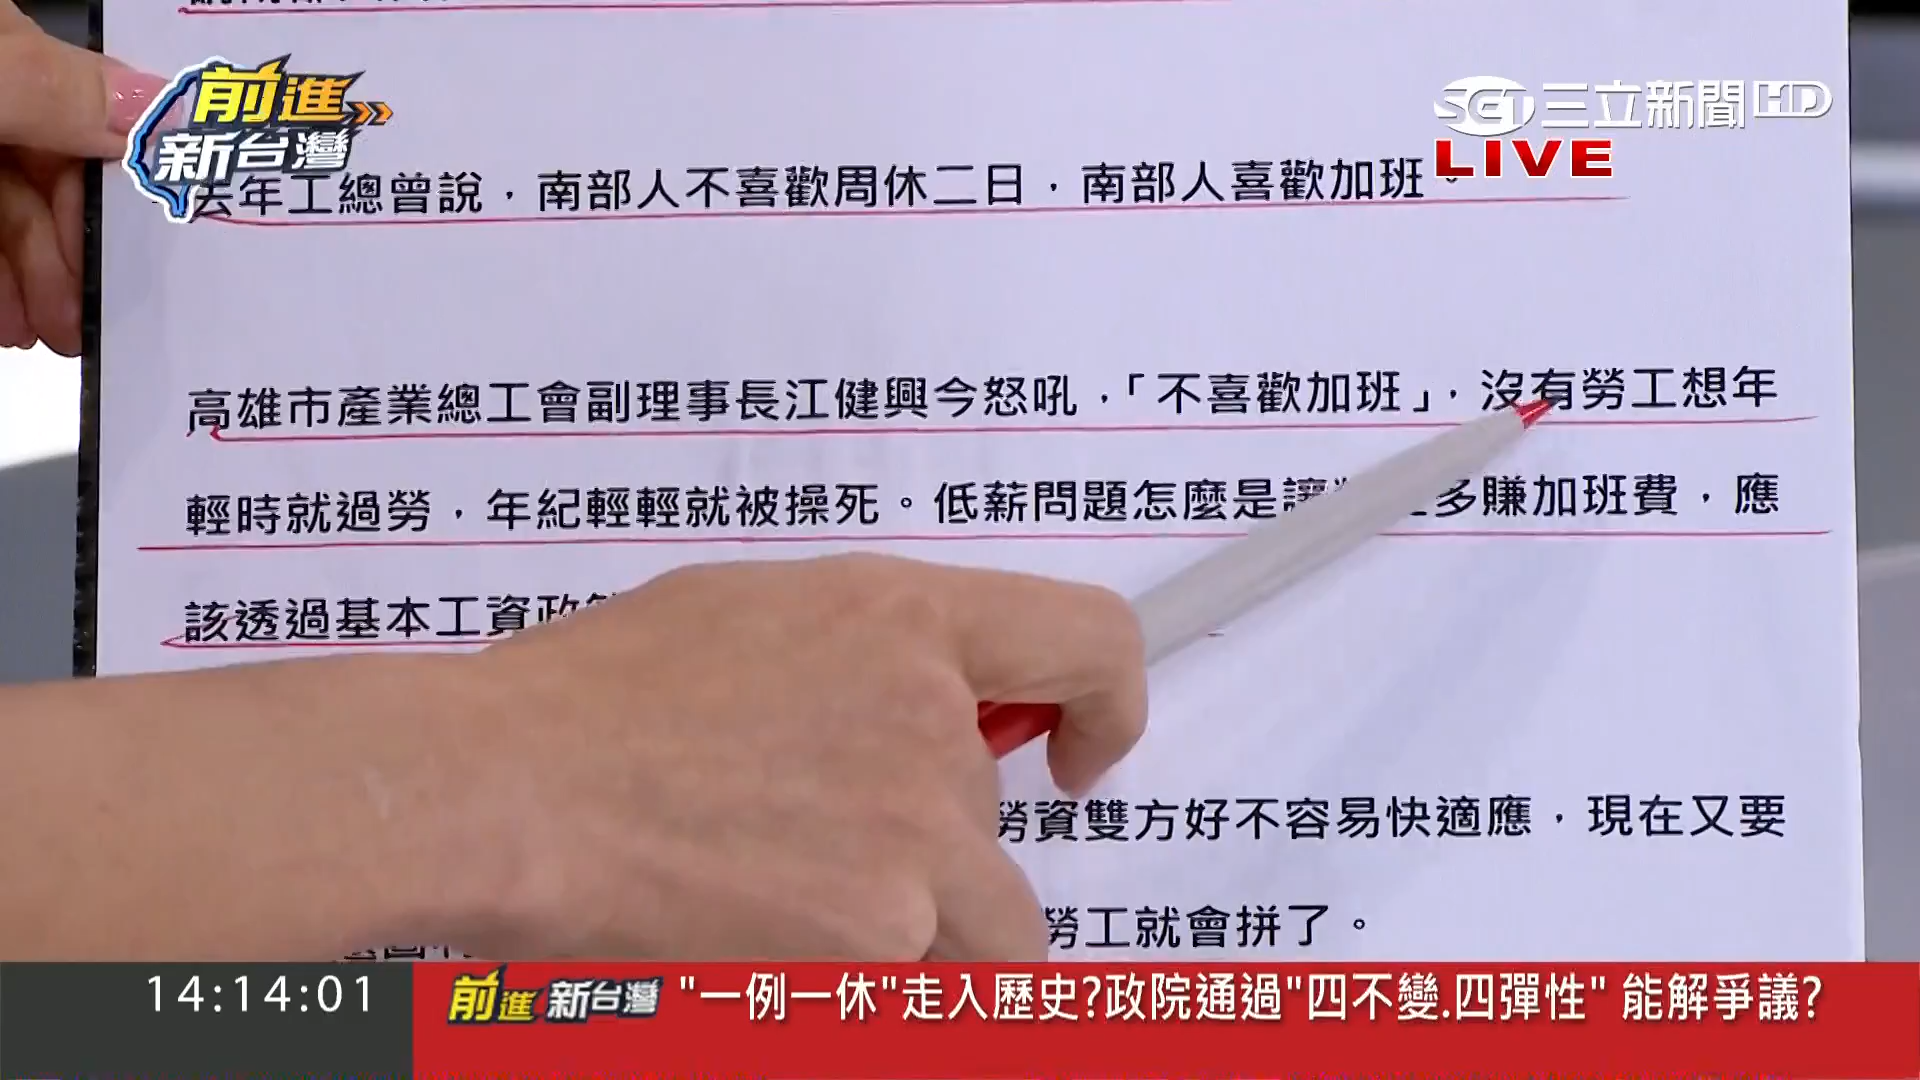 前進
新台灣
SET 三立新聞HD
LIVE
去年工總曾說，南部人不喜歡周休二日，南部人喜歡加班。
高雄市產業總工會副理事長江健興今怒吼，「不喜歡加班」，沒有勞工想年
輕時就過勞，年紀輕輕就被操死。低薪問題怎麼是讓 多賺加班費，應
該透過基本工資政
勞資雙方好不容易快適應，現在又要
勞工就會拼了。
14:14:01
前進新台灣 "一例一休"走入歷史?政院通過"四不變.四彈性" 能解爭議?